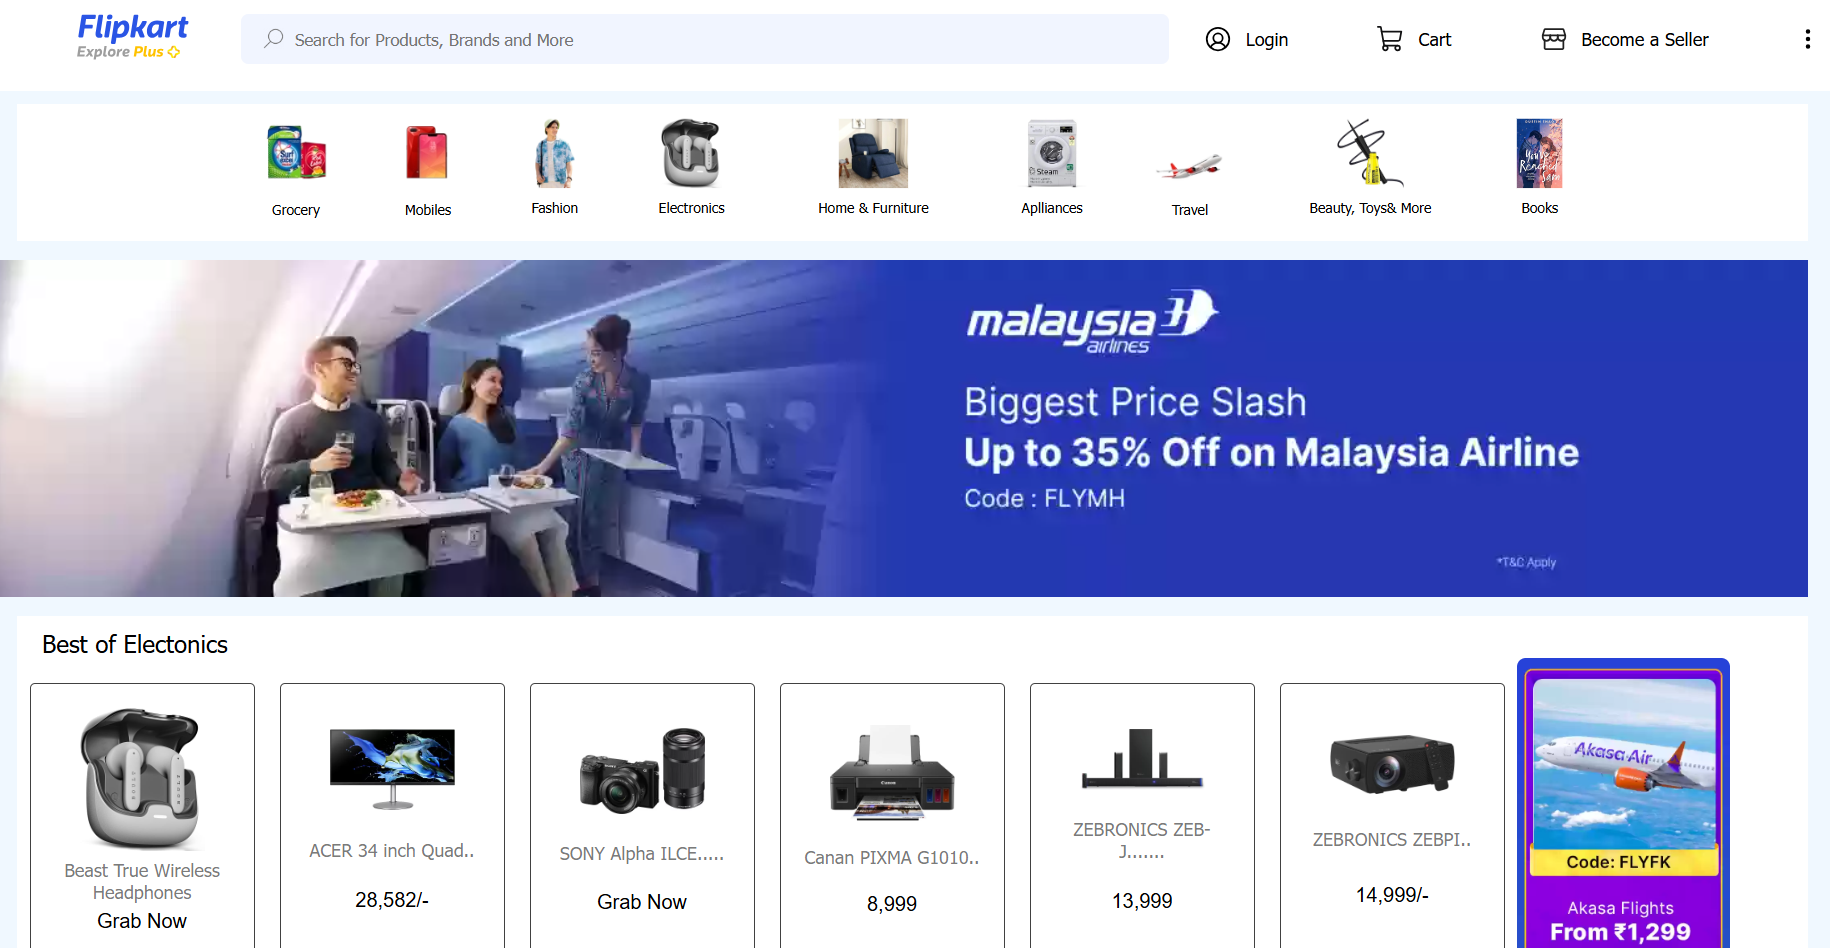 Flipkart
Explore Plus
Search for Products, Brands and More
Login
Cart
Become a Seller
Grocery
Mobiles
Fashion
Electronics
Home & Furniture
Aplliances
Travel
Beauty, Toys& More
Books
malaysia
airlines
Biggest Price Slash
Up to 35% Off on Malaysia Airline
Code : FLYMH
*T&C Apply
Best of Electonics
Beast True Wireless
Headphones
Grab Now
ACER 34 inch Quad..
28,582/-
SONY Alpha ILCE.....
Grab Now
Canan PIXMA G1010..
8,999
ZEBRONICS ZEB-
J.......
13,999
ZEBRONICS ZEBPI..
14,999/-
Akasa Air
Code: FLYFK
Akasa Flights
From ₹1,299